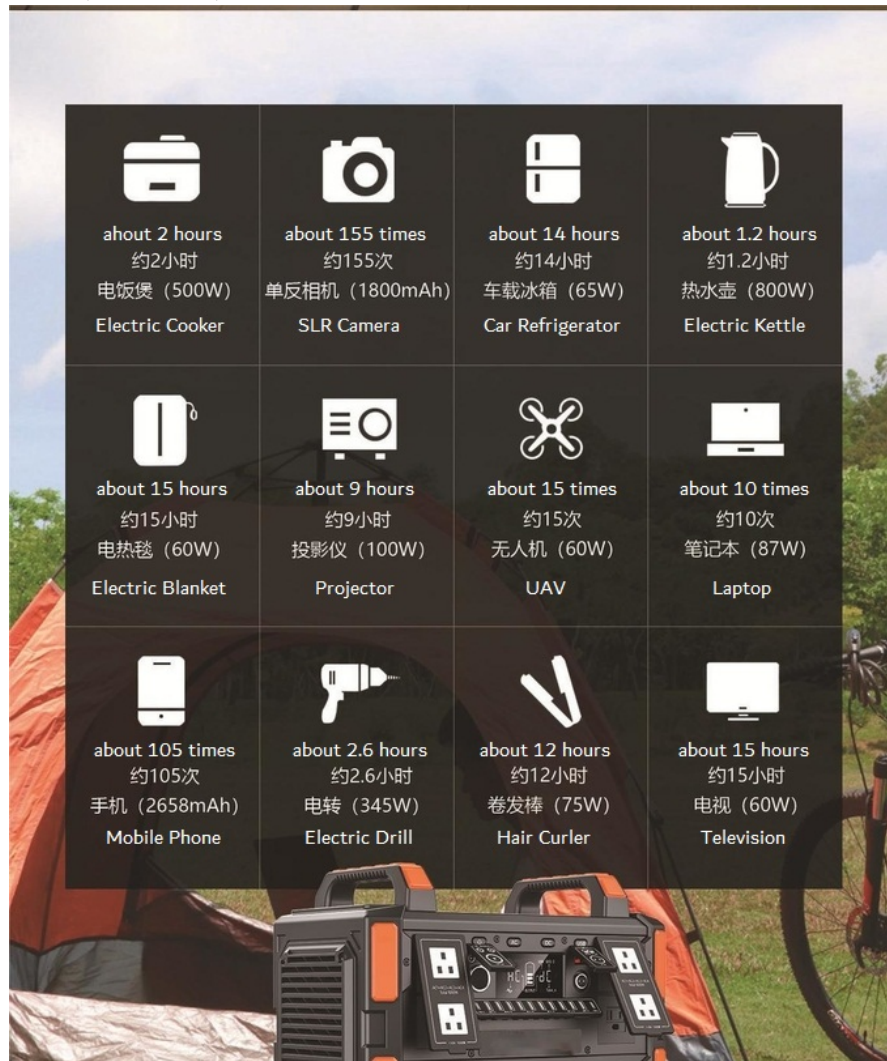 ahout 2 hours
约2小时
电饭煲（500W）
Electric Cooker
about 155 times
约155次
单反相机（1800mAh）
SLR Camera
about 14 hours
约14小时
车载冰箱（65W）
Car Refrigerator
about 1.2 hours
约1.2小时
热水壶（800W）
Electric Kettle
about 15 hours
约15小时
电热毯（60W）
Electric Blanket
about 9 hours
约9小时
投影仪（100W）
Projector
about 15 times
约15次
无人机（60W）
UAV
about 10 times
约10次
笔记本（87W）
Laptop
about 105 times
约105次
手机（2658mAh）
Mobile Phone
about 2.6 hours
约2.6小时
电转（345W）
Electric Drill
about 12 hours
约12小时
卷发棒（75W）
Hair Curler
about 15 hours
约15小时
电视（60W）
Television